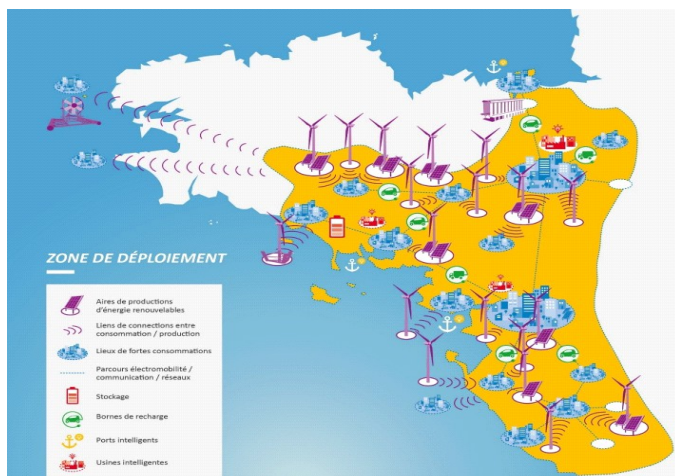 ZONE DE DÉPLOIEMENT
Aires de productions
d'énergie renouvelables
Liens de connections entre
consommation / production
Lieux de fortes consommations
Parcours électromobilité /
communication / réseaux
Stockage
Bornes de recharge
Ports intelligents
Usines intelligentes